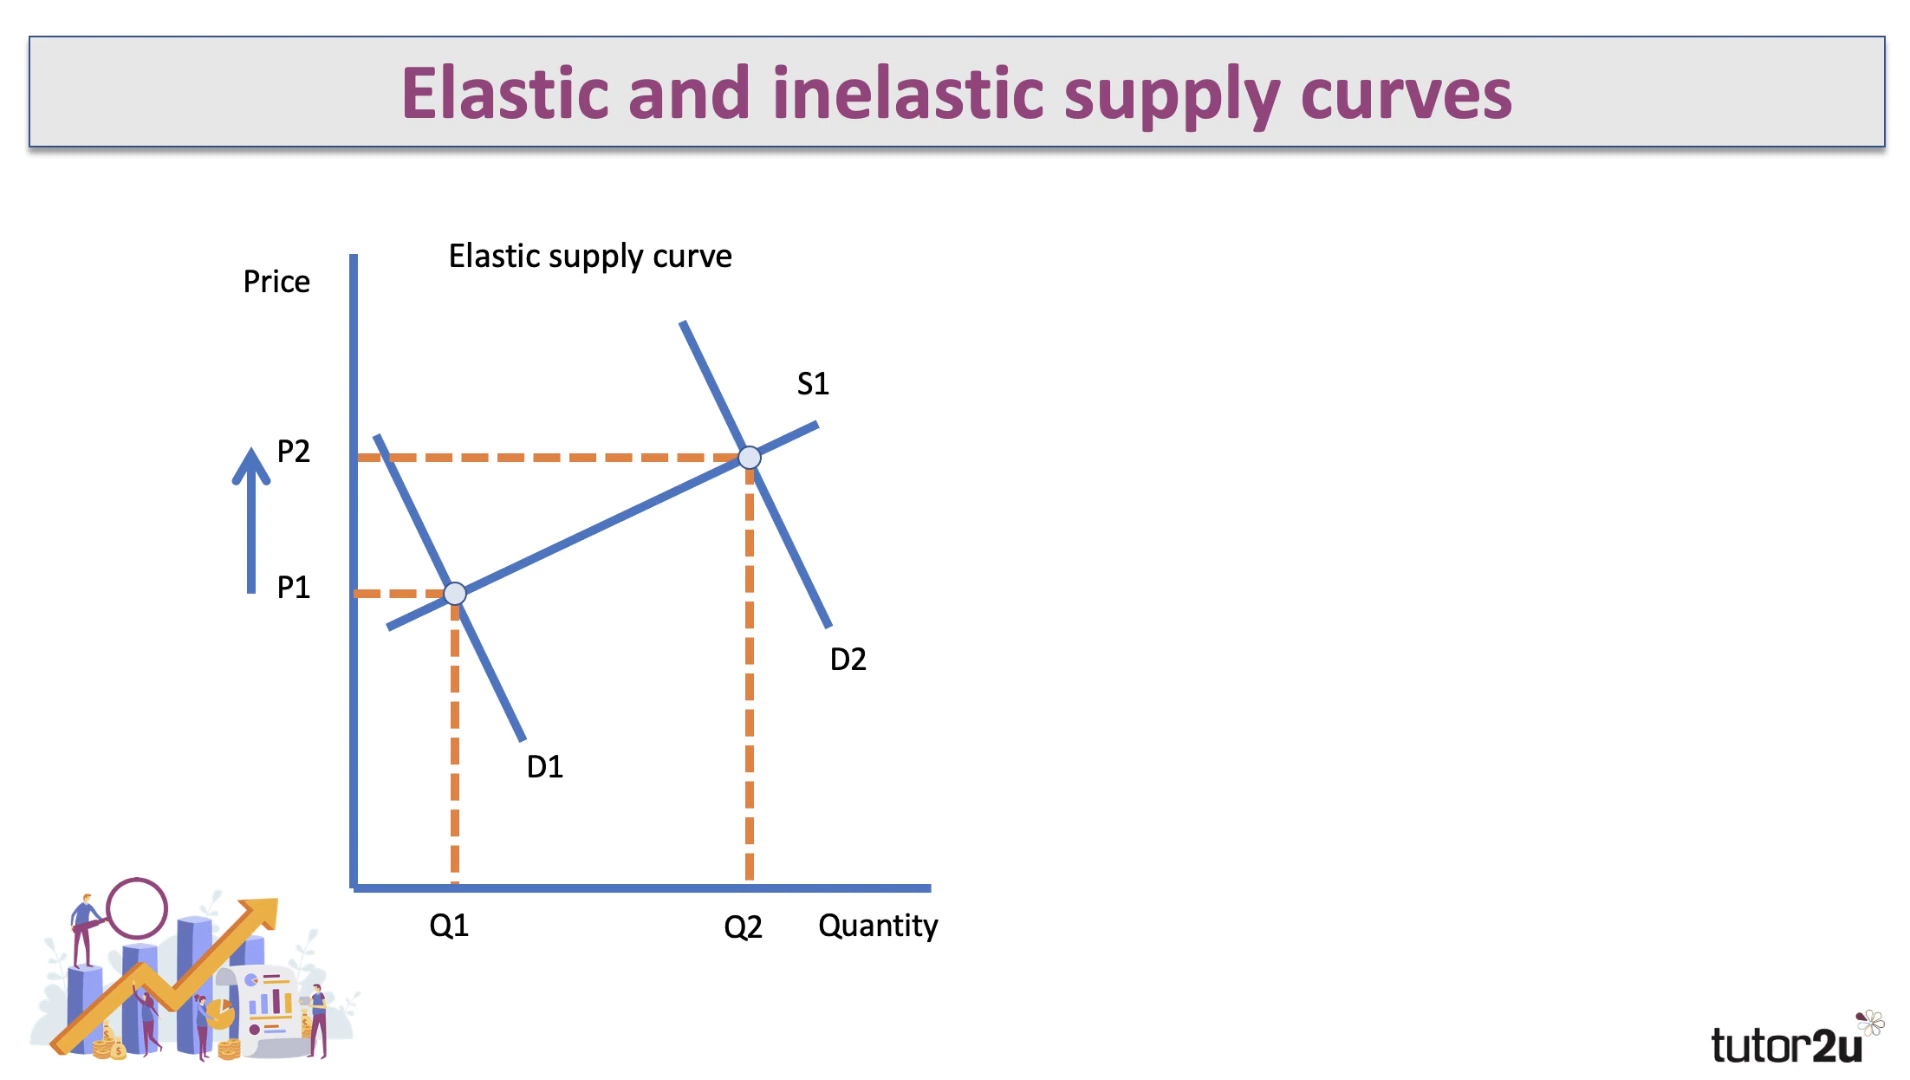 Elastic and inelastic supply curves
Elastic supply curve
Price
S1
P2
P1
D2
D1
Q1
Q2
Quantity
tutor2u